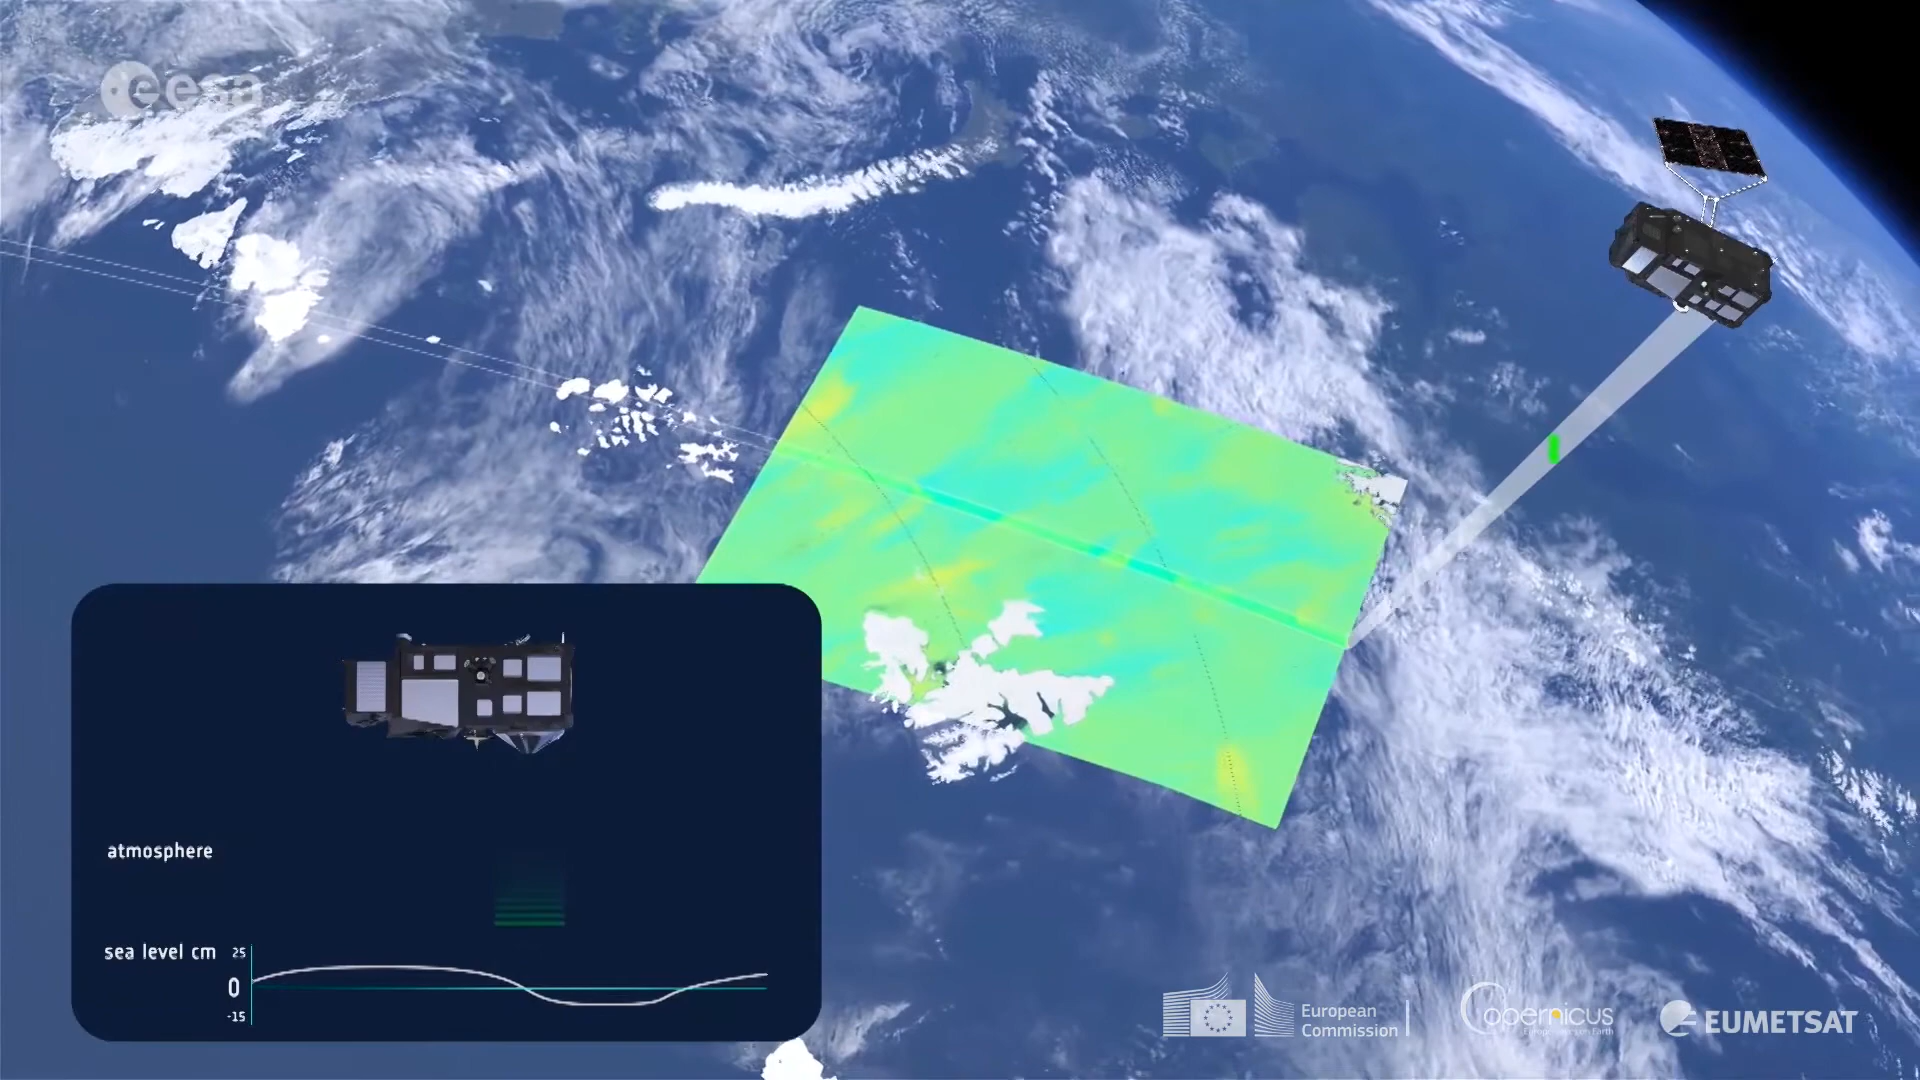 esa
atmosphere
sea level cm
25
0
-15
European
Commission
Copernicus
EUMETSAT